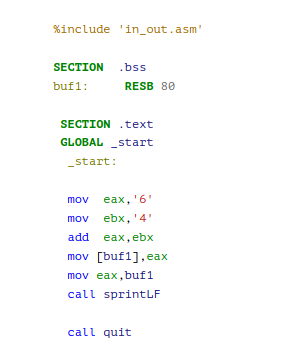 %include 'in_out.asm'
SECTION .bss
buf1: RESB 80
SECTION .text
GLOBAL _start
_start:
mov eax,'6'
mov ebx,'4'
add eax,ebx
mov [buf1],eax
mov eax,buf1
call sprintLF
call quit